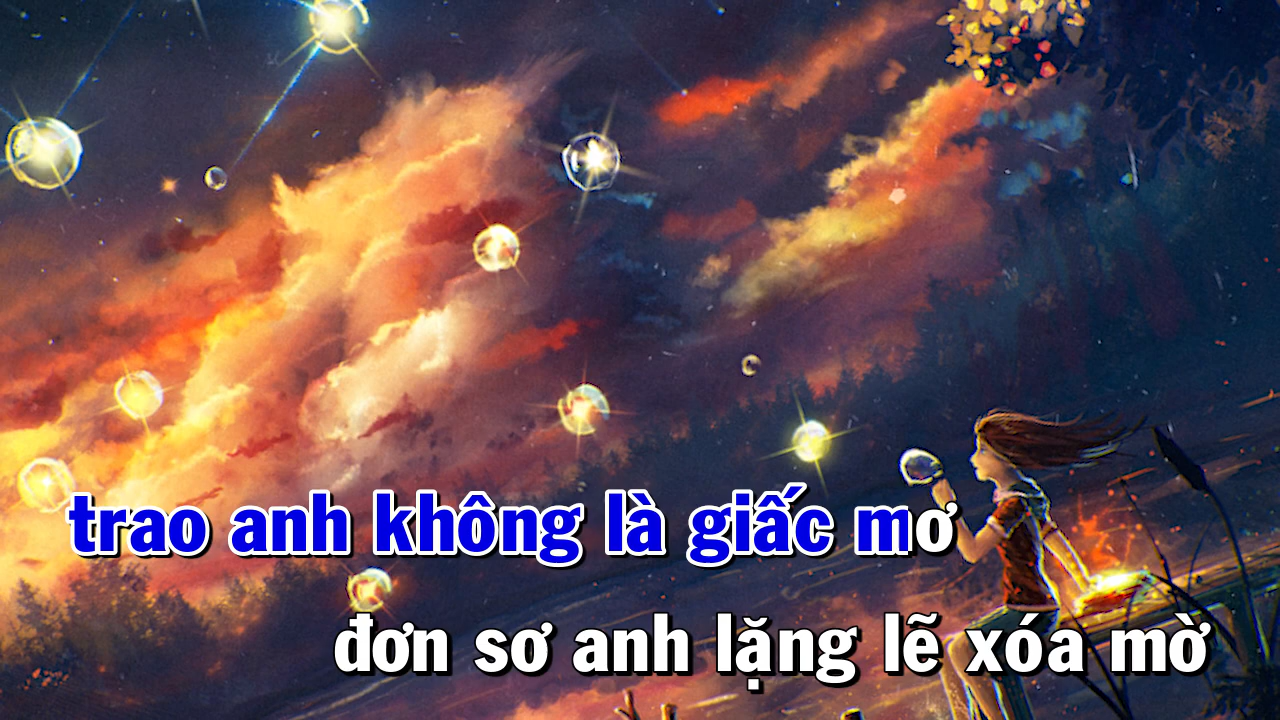 trao anh không là giấc mơ
đơn sơ anh lặng lẽ xóa mờ